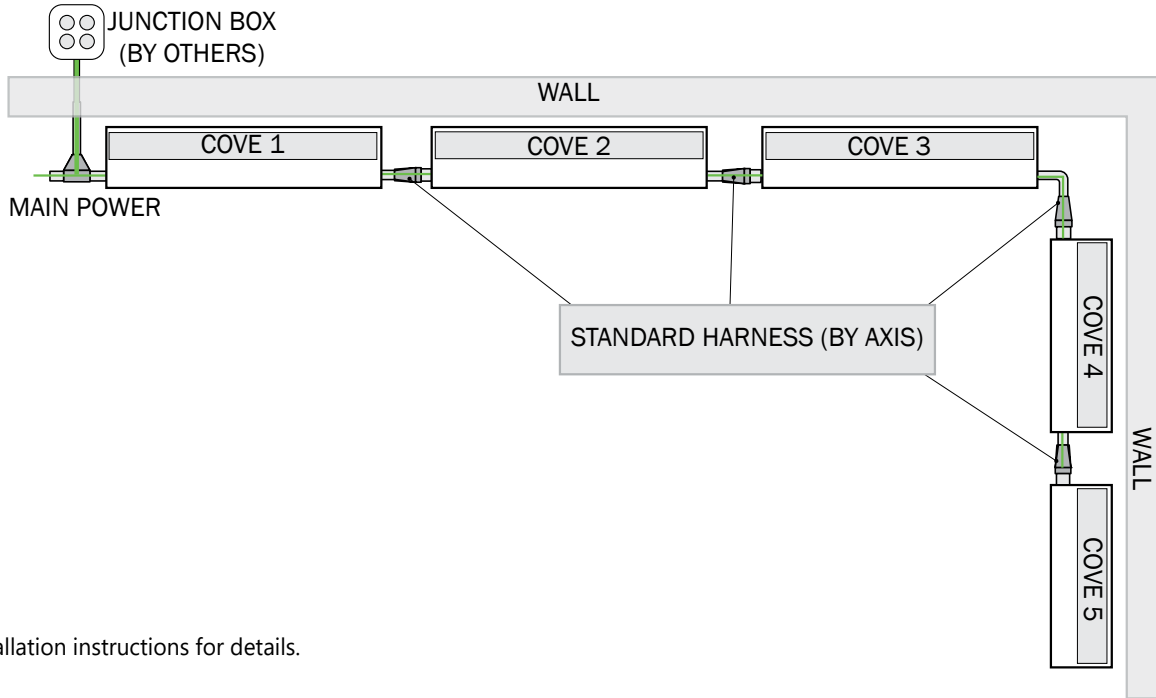 JUNCTION BOX
(BY OTHERS)
WALL
COVE 1
COVE 2
COVE 3
MAIN POWER
STANDARD HARNESS (BY AXIS)
COVE 4
WALL
COVE 5
allation instructions for details.